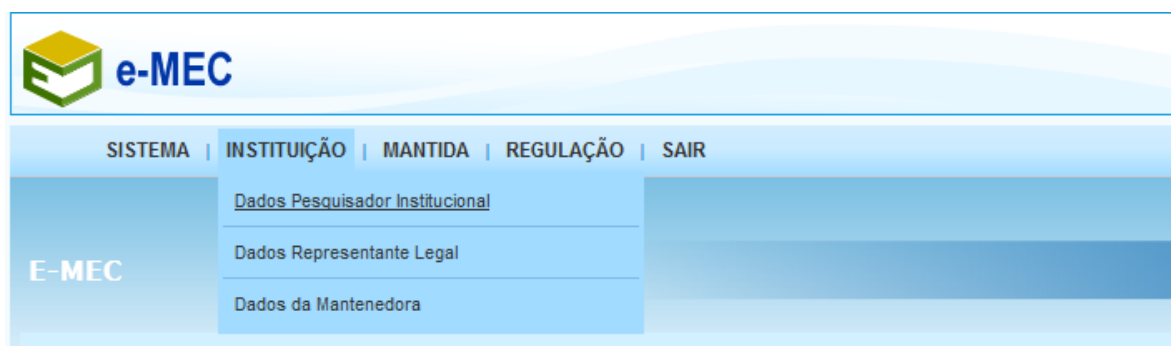 e-MEC
SISTEMA | INSTITUIÇÃO | MANTIDA | REGULAÇÃO | SAIR
Dados Pesquisador Institucional
Dados Representante Legal
E-MEC
Dados da Mantenedora